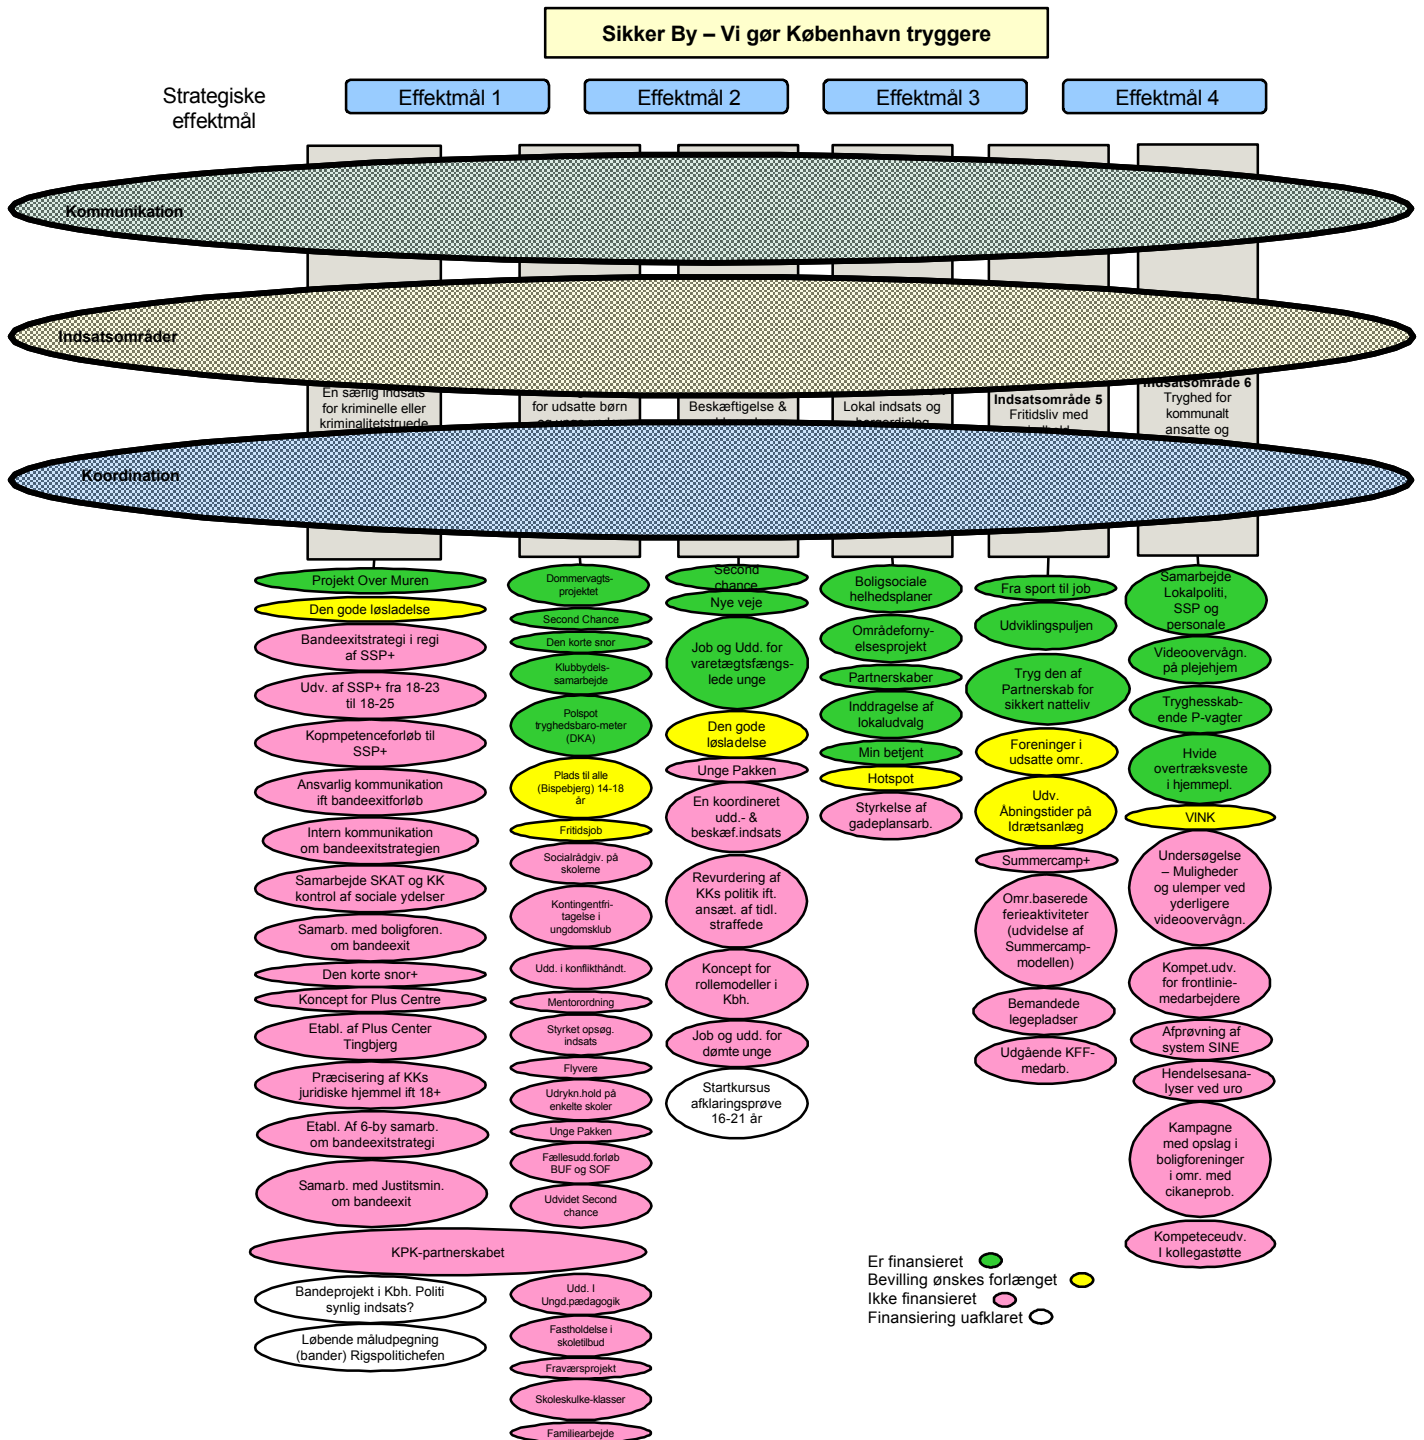 Sikker By – Vi gør København tryggere
Strategiske
effektmål
Effektmål 1
Effektmål 2
Effektmål 3
Effektmål 4
Kommunikation
Indsatsområder
En særlig indsats
for kriminelle eller
kriminalitetstruede
for udsatte børn
Beskæftigelse &
Lokal indsats og
borgerdialog
Indsatsområde 5
Fritidsliv med
indhold
Indsatsområde 6
Tryghed for
kommunalt
ansatte og
Koordination
Projekt Over Muren
Den gode løsladelse
Bandeexitstrategi i regi
af SSP+
Udv. af SSP+ fra 18-23
til 18-25
Kopmpetenceforløb til
SSP+
Ansvarlig kommunikation
ift bandeexitforløb
Intern kommunikation
om bandeexitstrategien
Samarbejde SKAT og KK
kontrol af sociale ydelser
Samarb. med boligforen.
om bandeexit
Den korte snor+
Koncept for Plus Centre
Etabl. af Plus Center
Tingbjerg
Præcisering af KKs
juridiske hjemmel ift 18+
Etabl. Af 6-by samarb.
om bandeexitstrategi
Samarb. med Justitsmin.
om bandeexit
KPK-partnerskabet
Bandeprojekt i Kbh. Politi
synlig indsats?
Løbende måludpegning
(bander) Rigspolitichefen
Dommervagts-
projektet
Second Chance
Den korte snor
Klubbydels-
samarbejde
Polspot
tryghedsbaro-meter
(DKA)
Plads til alle
(Bispebjerg) 14-18
år
Fritidsjob
Socialrådgiv. på
skolerne
Kontingentfri-
tagelse i
ungdomsklub
Udd. i konflikthåndt.
Mentorordning
Styrket opsøg.
indsats
Flyvere
Udrykn.hold på
enkelte skoler
Unge Pakken
Fællesudd.forløb
BUF og SOF
Udvidet Second
chance
Udd. I
Ungd.pædagogik
Fastholdelse i
skoletilbud
Fraværsprojekt
Skoleskulke-klasser
Familiearbejde
Second
chance
Nye veje
Job og Udd. for
varetægtsfængs-
lede unge
Den gode
løsladelse
Unge Pakken
En koordineret
udd.- &
beskæf.indsats
Revurdering af
KKs politik ift.
ansæt. af tidl.
straffede
Koncept for
rollemodeller i
Kbh.
Job og udd. for
dømte unge
Startkursus
afklaringsprøve
16-21 år
Boligsociale
helhedsplaner
Områdeforny-
elsesprojekt
Partnerskaber
Inddragelse af
lokaludvalg
Min betjent
Hotspot
Styrkelse af
gadeplansarb.
Fra sport til job
Udviklingspuljen
Tryg den af
Partnerskab for
sikkert natteliv
Foreninger i
udsatte omr.
Udv.
Åbningstider på
Idrætsanlæg
Summercamp+
Omr.baserede
ferieaktiviteter
(udvidelse af
Summercamp-
modellen)
Bemandede
legepladser
Udgående KFF-
medarb.
Samarbejde
Lokalpoliti,
SSP og
personale
Videoovervågn.
på plejehjem
Tryghesskab-
ende P-vagter
Hvide
overtræksveste
i hjemmepl.
VINK
Undersøgelse
– Muligheder
og ulemper ved
yderligere
videoovervågn.
Kompet.udv.
for frontlinie-
medarbejdere
Afprøvning af
system SINE
Hendelsesana-
lyser ved uro
Kampagne
med opslag i
boligforeninger
i omr. med
cikaneprob.
Kompeteceudv.
I kollegastøtte
Er finansieret
Bevilling ønskes forlænget
Ikke finansieret
Finansiering uafklaret